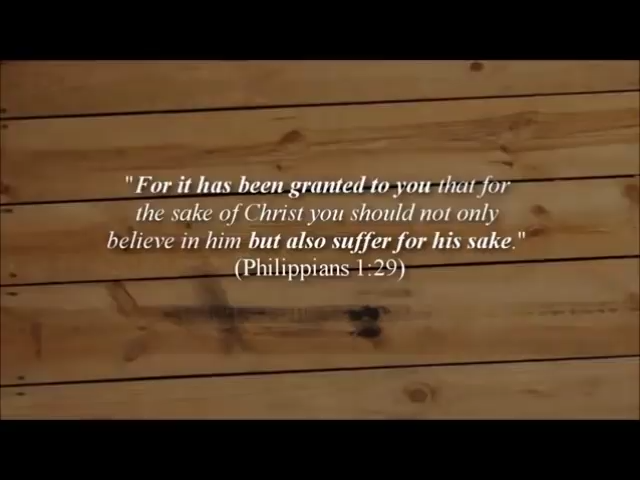 "For it has been granted to you that for
the sake of Christ you should not only
believe in him but also suffer for his sake."
(Philippians 1:29)